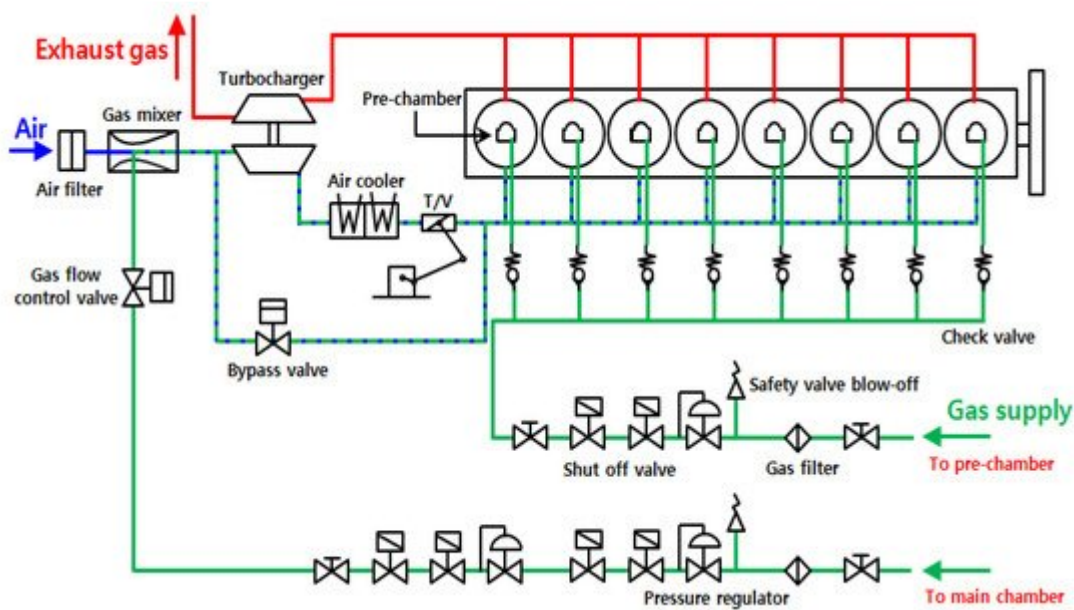 Exhaust gas
Turbocharger
Pre-chamber
Gas mixer
Air
Air filter
Air cooler
T/V
Gas flow
control valve
Bypass valve
Check valve
Safety valve blow-off
Gas supply
Shut off valve
Gas filter
To pre-chamber
Pressure regulator
To main chamber